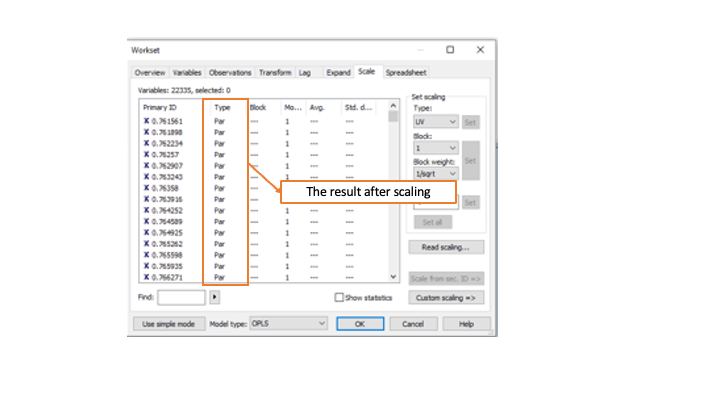 Workset
Overview Variables Observations Transform Lag Expand Scale Spreadsheet
Variables: 22335, selected: 0
Primary ID Type Block Mo... Avg. Std. d...
X 0.761561 Par --- 1 --- ---
X 0.761898 Par --- 1 --- ---
X 0.762234 Par --- 1 --- ---
X 0.76257 Par --- 1 --- ---
X 0.762907 Par --- 1 --- ---
X 0.763243 Par --- 1 --- ---
X 0.76358 Par --- 1
X 0.763916 Par
X 0.764252 Par --- 1 --- ---
X 0.764589 Par --- 1 --- ---
X 0.764925 Par --- 1 --- ---
X 0.765262 Par --- 1 --- ---
X 0.765598 Par --- 1 --- ---
X 0.765935 Par --- 1 --- ---
X 0.766271 Par --- 1 --- ---
The result after scaling
Set scaling
Type:
UV Set
Block:
1
Block weight: Set
1/sqrt
Set
Set all
Read scaling...
Scale from sec. ID =>
Find: Show statistics Custom scaling =>
Use simple mode Model type: OPLS OK Cancel Help